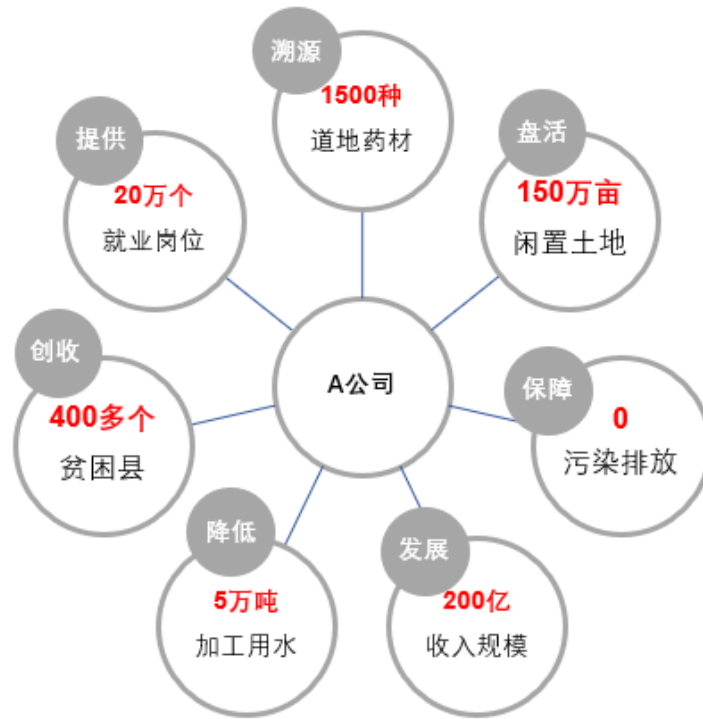 溯源
1500种
道地药材
盘活
150万亩
闲置土地
保障
0
污染排放
发展
200亿
收入规模
降低
5万吨
加工用水
创收
400多个
贫困县
提供
20万个
就业岗位
A公司